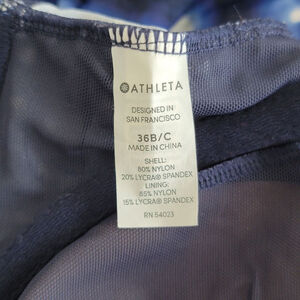 ATHLETA
DESIGNED IN
SAN FRANCISCO
36B/C
MADE IN CHINA
SHELL:
80% NYLON
20% LYCRA® SPANDEX
LINING:
85% NYLON
15% LYCRA® SPANDEX
RN 54023